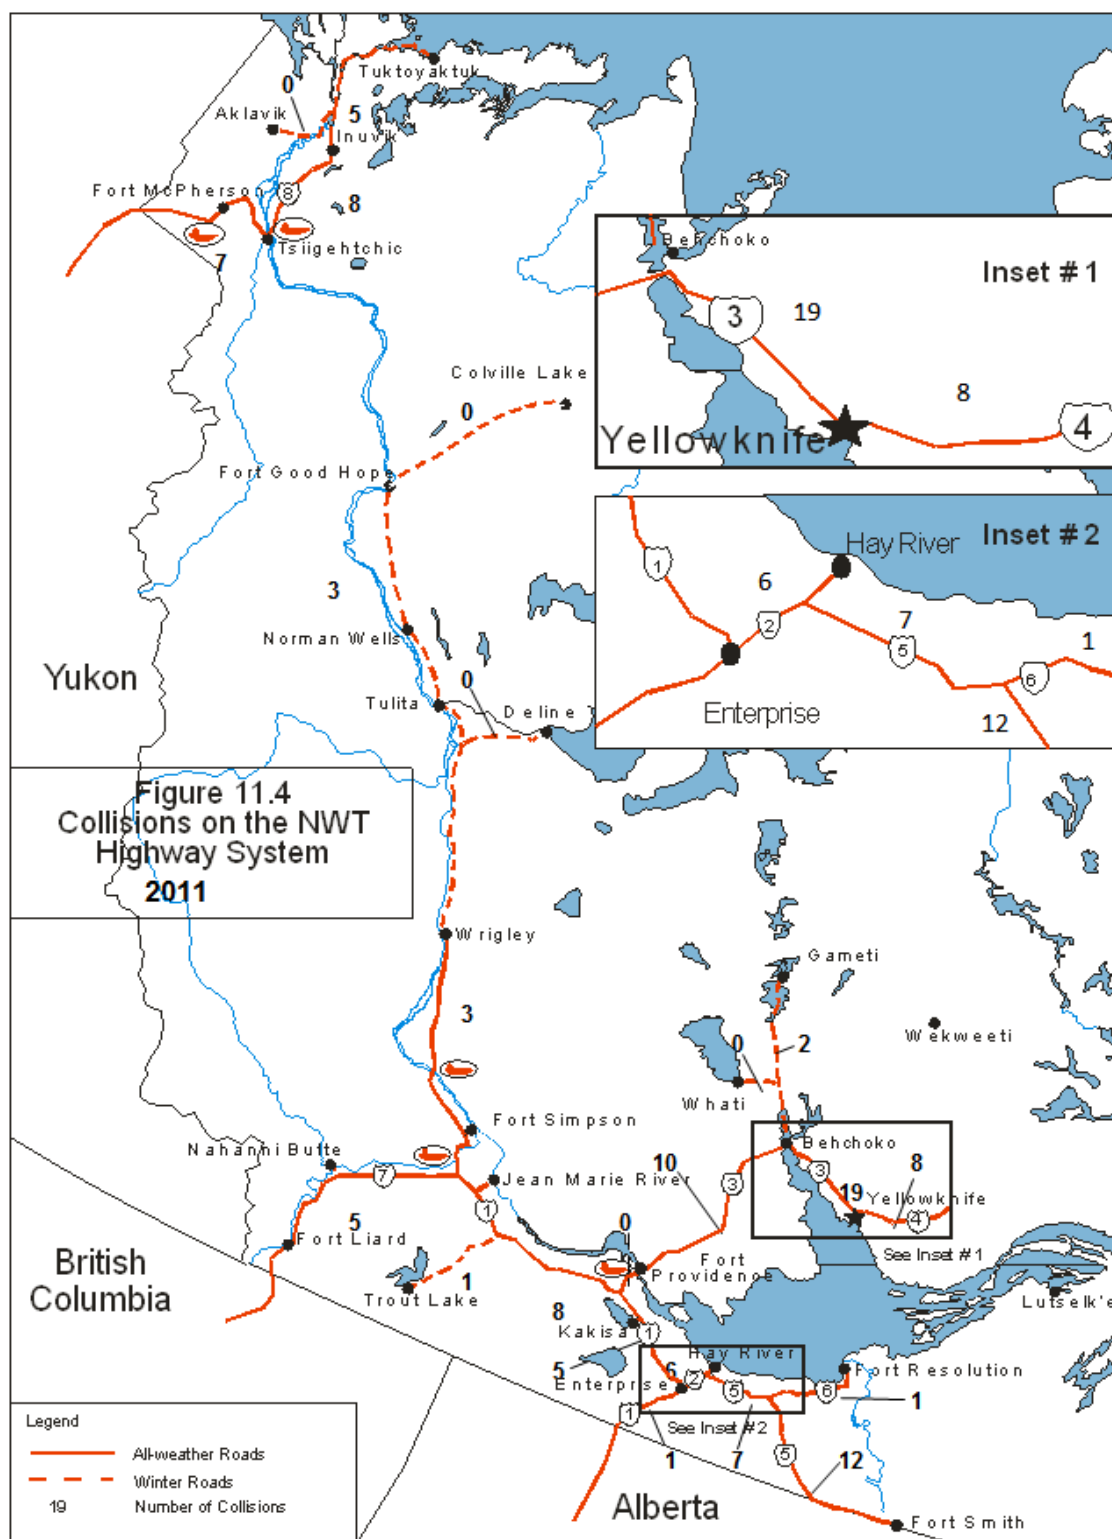 Tuktoyaktuk
0
Aklavik
5
Inuvik
Fort McPherson
8
8
Tsiigehtchic
7
Behchoko
Inset # 1
3
19
8
Yellowknife
4
Colville Lake
0
Fort Good Hope
Hay River
Inset # 2
1
6
2
7
5
1
6
Enterprise
12
3
Norman Wells
Yukon
0
Tulita
Deline
Figure 11.4
Collisions on the NWT
Highway System
2011
Wrigley
Gameti
3
Wekweeti
0
2
Whati
Fort Simpson
Behchoko
Nahanni Butte
10
3
8
7
Jean Marie River
3
19
Yellowknife
1
4
5
0
Fort Liard
See Inset #1
British
Columbia
Fort
Providence
1
Trout Lake
Lutselk'e
8
Kakisa
1
Hay River
5
6
Fort Resolution
Enterprise
2
5
6
1
1
See Inset #2
1
7
5
12
Legend
All-weather Roads
Winter Roads
19
Number of Collisions
Alberta
Fort Smith